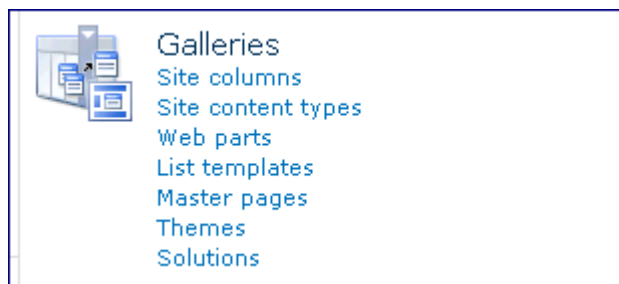 Galleries
Site columns
Site content types
Web parts
List templates
Master pages
Themes
Solutions